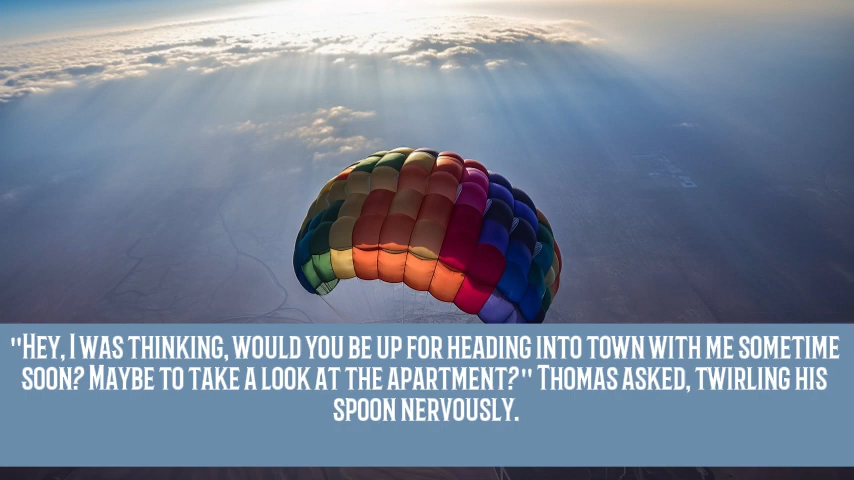 "Hey, I was thinking, would you be up for heading into town with me sometime
soon? Maybe to take a look at the apartment?" Thomas asked, twirling his
spoon nervously.